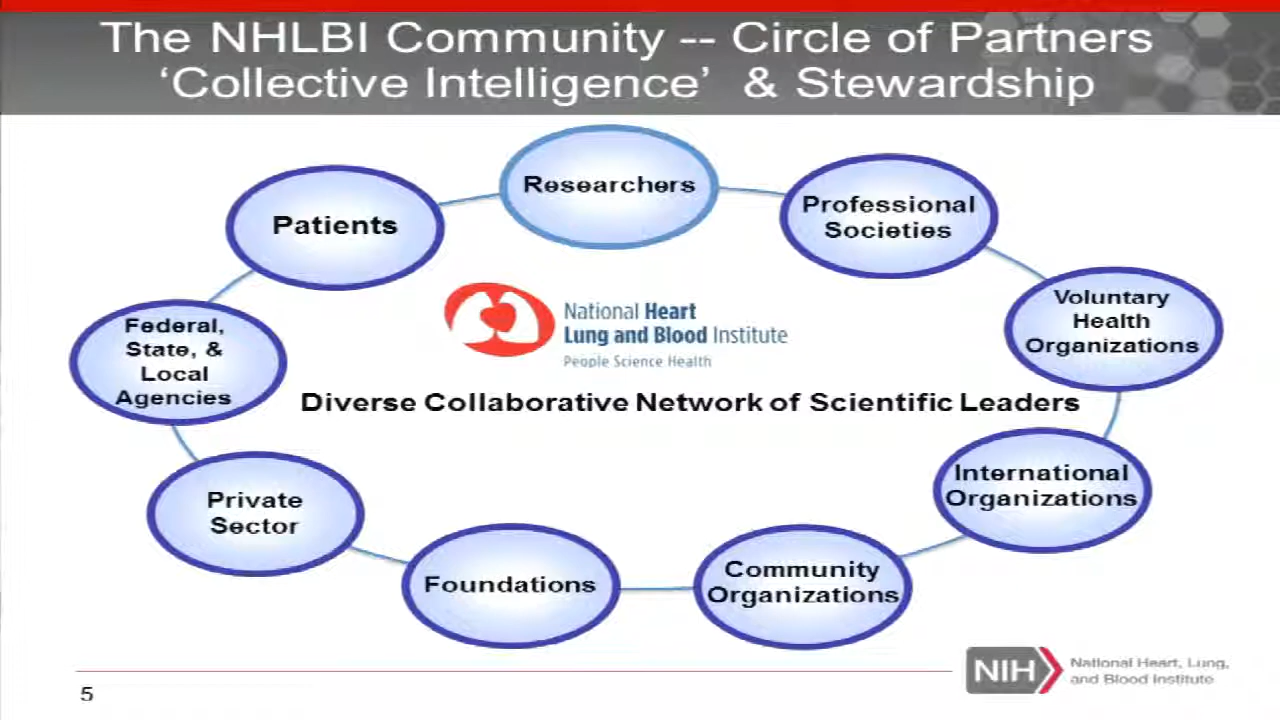 The NHLBI Community -- Circle of Partners
‘Collective Intelligence’ & Stewardship
Researchers
Patients
Professional
Societies
Voluntary
Health
Organizations
National Heart
Lung and Blood Institute
People Science Health
Federal,
State, &
Local
Agencies
Diverse Collaborative Network of Scientific Leaders
International
Organizations
Private
Sector
Foundations
Community
Organizations
NIH
National Heart, Lung,
and Blood Institute
5